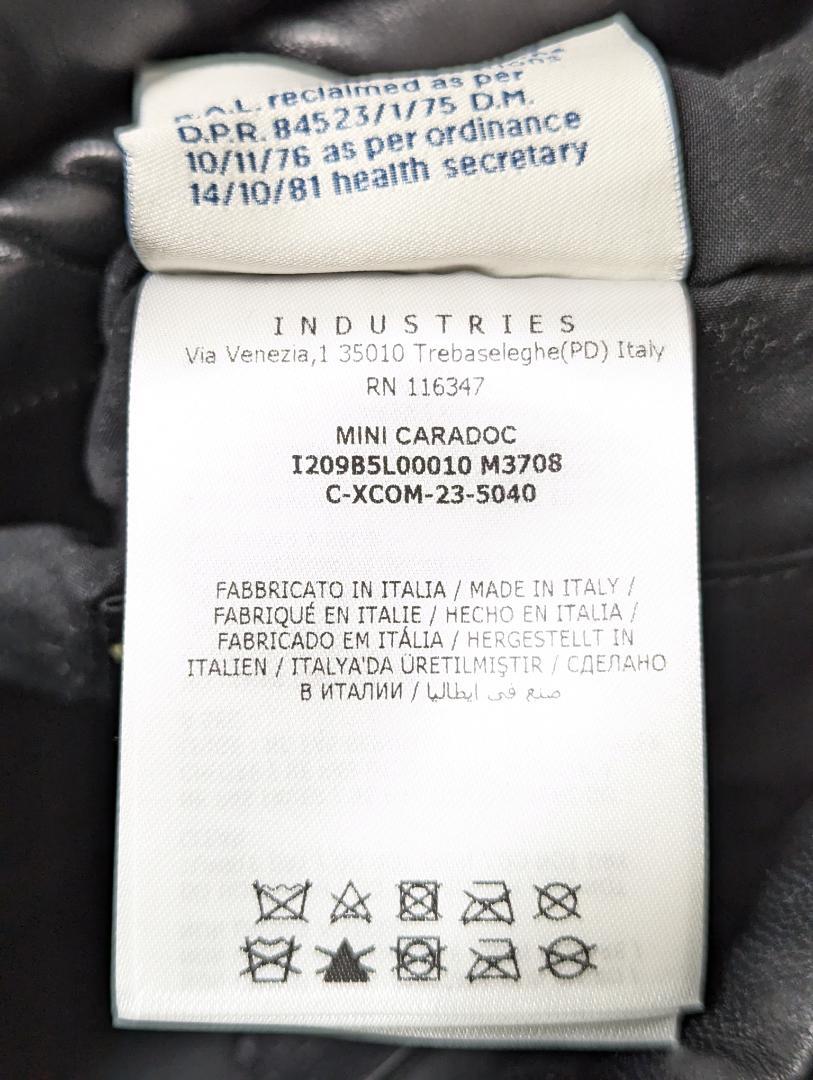 A.L. reclaimed as per
D.P.R. 84523/1/75 D.M.
10/11/76 as per ordinance
14/10/81 health secretary
INDUSTRIES
Via Venezia,1 35010 Trebaseleghe(PD) Italy
RN 116347
MINI CARADOC
I209B5L00010 M3708
C-XCOM-23-5040
FABBRICATO IN ITALIA / MADE IN ITALY /
FABRIQUÉ EN ITALIE / HECHO EN ITALIA /
FABRICADO EM ITÁLIA / HERGESTELLT IN
ITALIEN / ITALYA'DA ÜRETILMIŞTIR / СДЕЛАНО
В ИТАЛИИ / صنع في ايطاليا